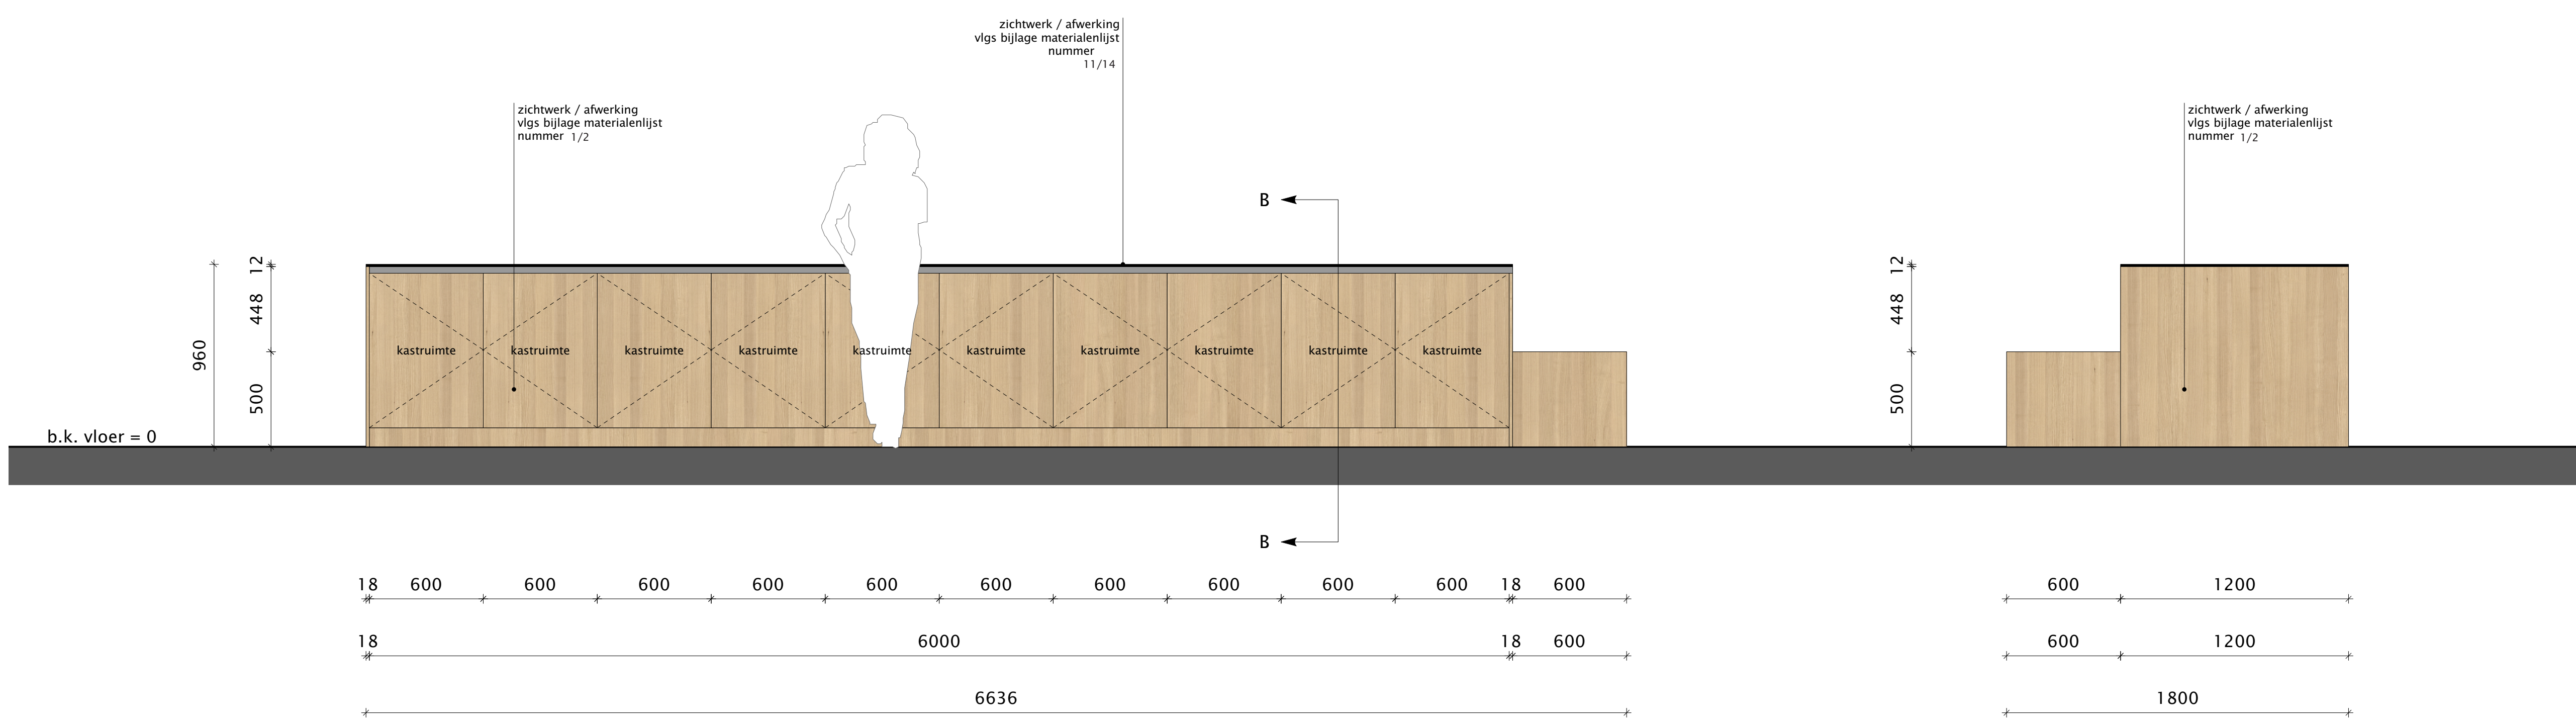 zichtwerk / afwerking
vlgs bijlage materialenlijst
nummer
11/14
zichtwerk / afwerking
vlgs bijlage materialenlijst
nummer 1/2
zichtwerk / afwerking
vlgs bijlage materialenlijst
nummer 1/2
B
12
448
500
960
12
448
500
kastruimte kastruimte kastruimte kastruimte kastruimte kastruimte kastruimte kastruimte kastruimte kastruimte
b.k. vloer = 0
B
18 600 600 600 600 600 600 600 600 600 600 18 600
600 1200
18 6000 18 600
600 1200
6636
1800